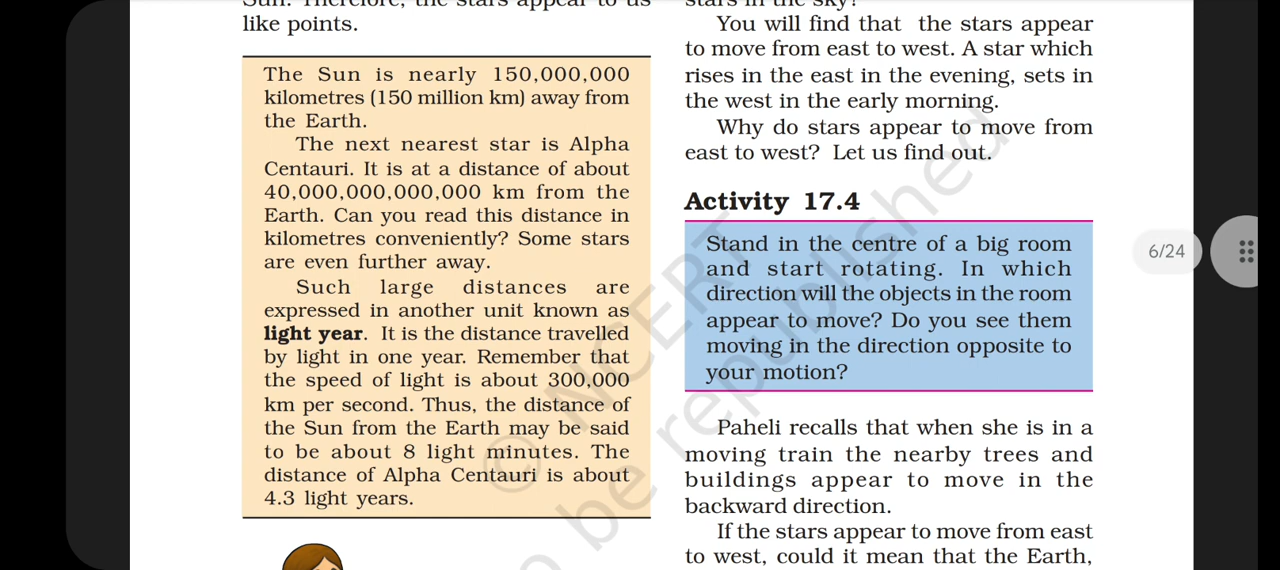 like points.
The Sun is nearly 150,000,000
kilometres (150 million km) away from
the Earth.
The next nearest star is Alpha
Centauri. It is at a distance of about
40,000,000,000,000 km from the
Earth. Can you read this distance in
kilometres conveniently? Some stars
are even further away.
Such large distances are
expressed in another unit known as
light year. It is the distance travelled
by light in one year. Remember that
the speed of light is about 300,000
km per second. Thus, the distance of
the Sun from the Earth may be said
to be about 8 light minutes. The
distance of Alpha Centauri is about
4.3 light years.
You will find that the stars appear
to move from east to west. A star which
rises in the east in the evening, sets in
the west in the early morning.
Why do stars appear to move from
east to west? Let us find out.
Activity 17.4
Stand in the centre of a big room
and start rotating. In which
direction will the objects in the room
appear to move? Do you see them
moving in the direction opposite to
your motion?
Paheli recalls that when she is in a
moving train the nearby trees and
buildings appear to move in the
backward direction.
If the stars appear to move from east
to west, could it mean that the Earth,
6/24
© NCERT
be republished